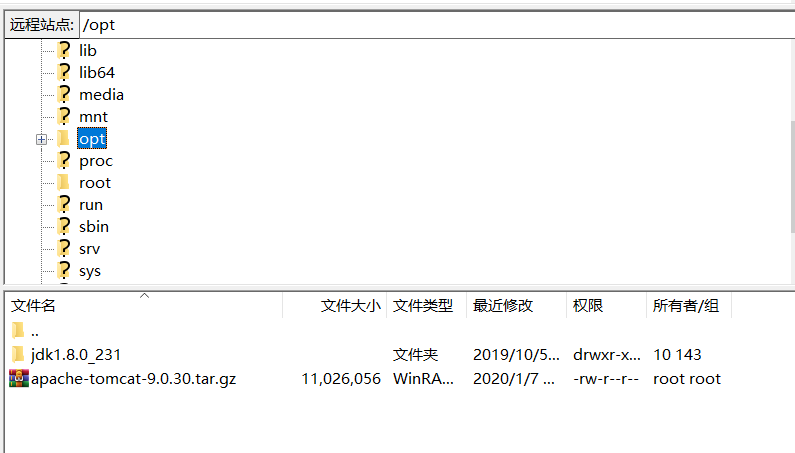 远程站点: /opt
lib
lib64
media
mnt
opt
proc
root
run
sbin
srv
sys
文件名 文件大小 文件类型 最近修改 权限 所有者/组
..
jdk1.8.0_231 文件夹 2019/10/5... drwxr-x... 10 143
apache-tomcat-9.0.30.tar.gz 11,026,056 WinRA... 2020/1/7 ... -rw-r--r-- root root